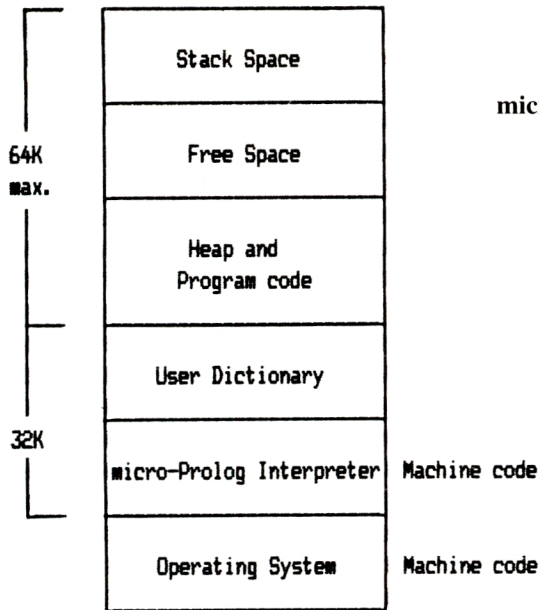 Stack Space
mic
64K
max.
Free Space
Heap and
Program code
User Dictionary
32K
micro-Prolog Interpreter Machine code
Operating System Machine code